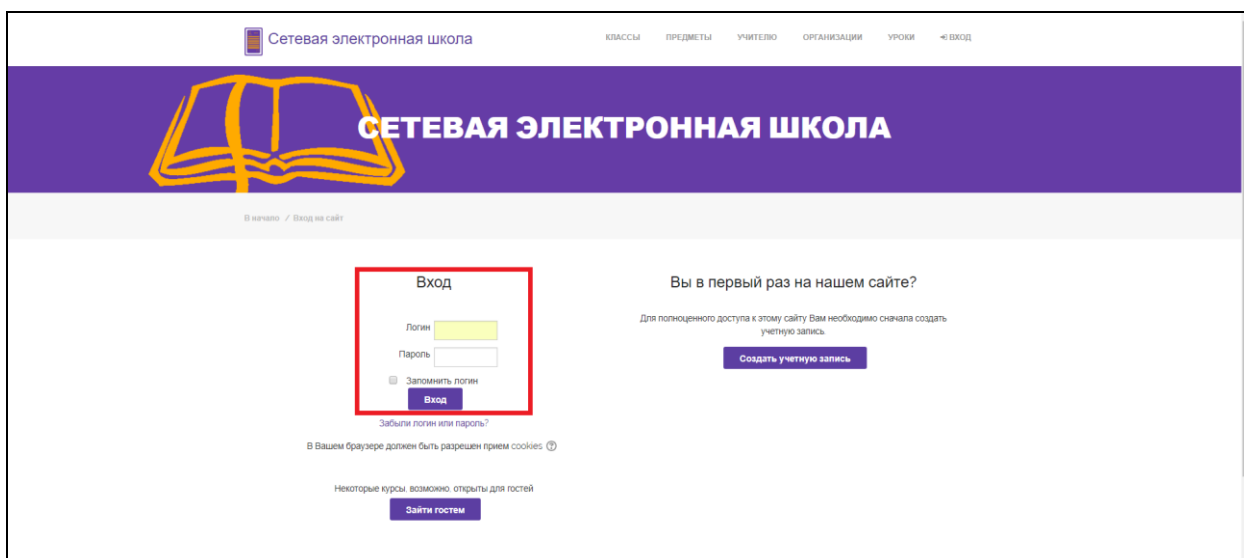 Сетевая электронная школа
КЛАССЫ ПРЕДМЕТЫ УЧИТЕЛЮ ОРГАНИЗАЦИИ УРОКИ ВХОД
СЕТЕВАЯ ЭЛЕКТРОННАЯ ШКОЛА
В начало / Вход на сайт
Вход
Логин
Пароль
Запомнить логин
Вход
Забыли логин или пароль?
В Вашем браузере должен быть разрешен прием cookies
Некоторые курсы, возможно, открыты для гостей
Зайти гостем
Вы в первый раз на нашем сайте?
Для полноценного доступа к этому сайту Вам необходимо сначала создать
учетную запись.
Создать учетную запись